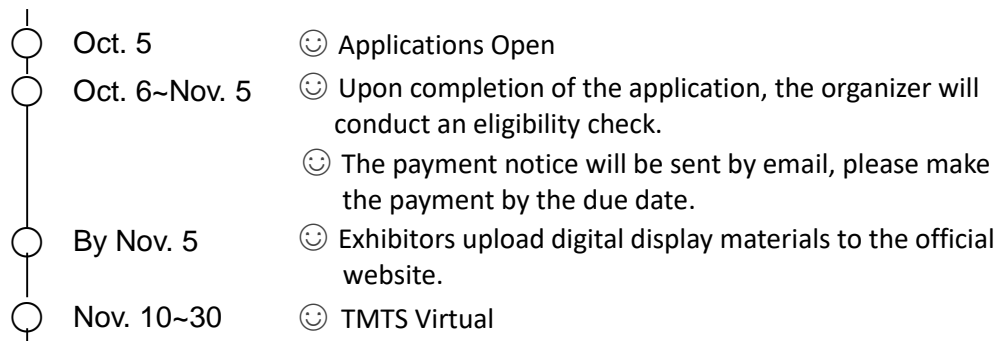 Oct. 5 ☺ Applications Open
Oct. 6~Nov. 5 ☺ Upon completion of the application, the organizer will
conduct an eligibility check.
☺ The payment notice will be sent by email, please make
the payment by the due date.
By Nov. 5 ☺ Exhibitors upload digital display materials to the official
website.
Nov. 10~30 ☺ TMTS Virtual